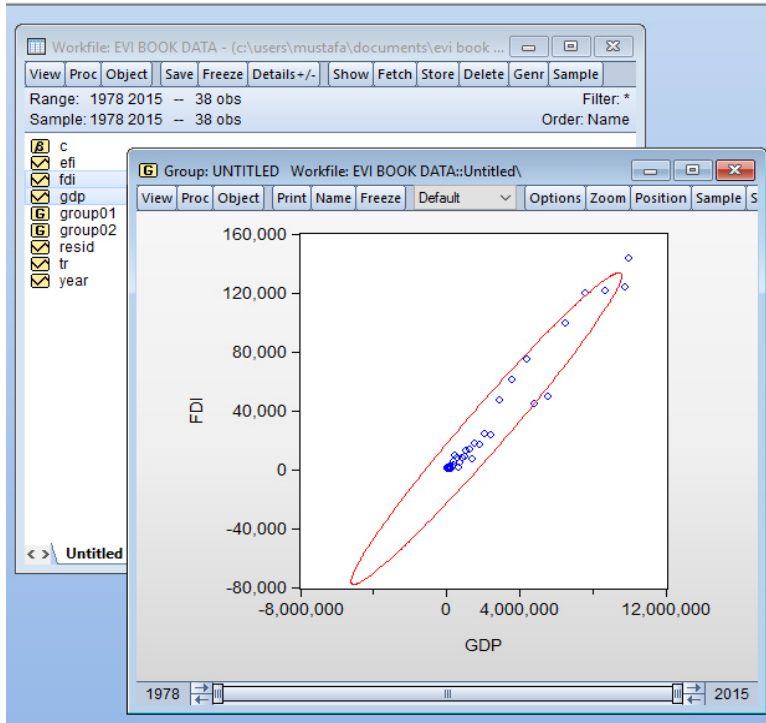 Workfile: EVI BOOK DATA - (c:\users\mustafa\documents\evi book ...
View Proc Object Save Freeze Details+/- Show Fetch Store Delete Genr Sample
Range: 1978 2015 -- 38 obs Filter: *
Sample: 1978 2015 -- 38 obs Order: Name
β c
efi
fdi
gdp
G group01
G group02
resid
tr
year
< > Untitled
G Group: UNTITLED Workfile: EVI BOOK DATA::Untitled\
View Proc Object Print Name Freeze Default Options Zoom Position Sample S
160,000
120,000
80,000
40,000
0
-40,000
-80,000
FDI
-8,000,000 0 4,000,000 12,000,000
GDP
1978 2015